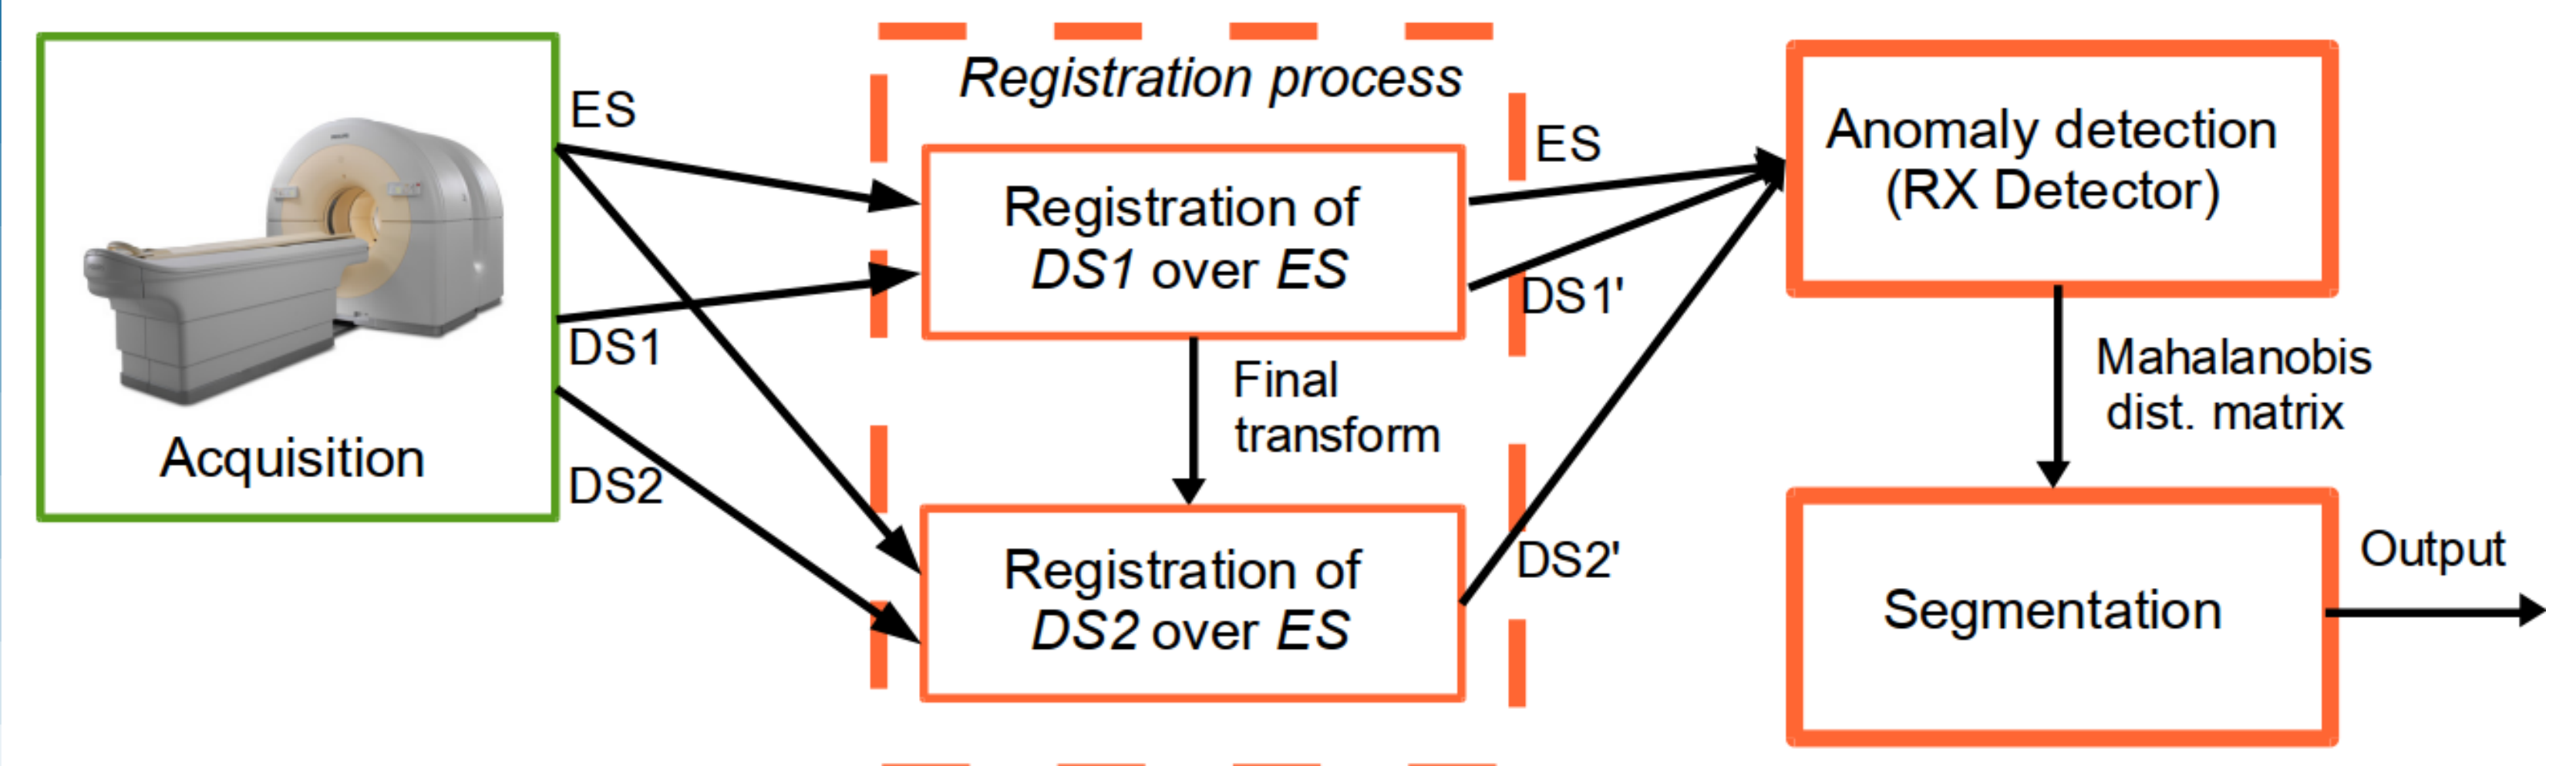 Acquisition
ES
DS1
DS2
Registration process
Registration of
DS1 over ES
Final
transform
Registration of
DS2 over ES
ES
DS1'
DS2'
Anomaly detection
(RX Detector)
Mahalanobis
dist. matrix
Segmentation
Output